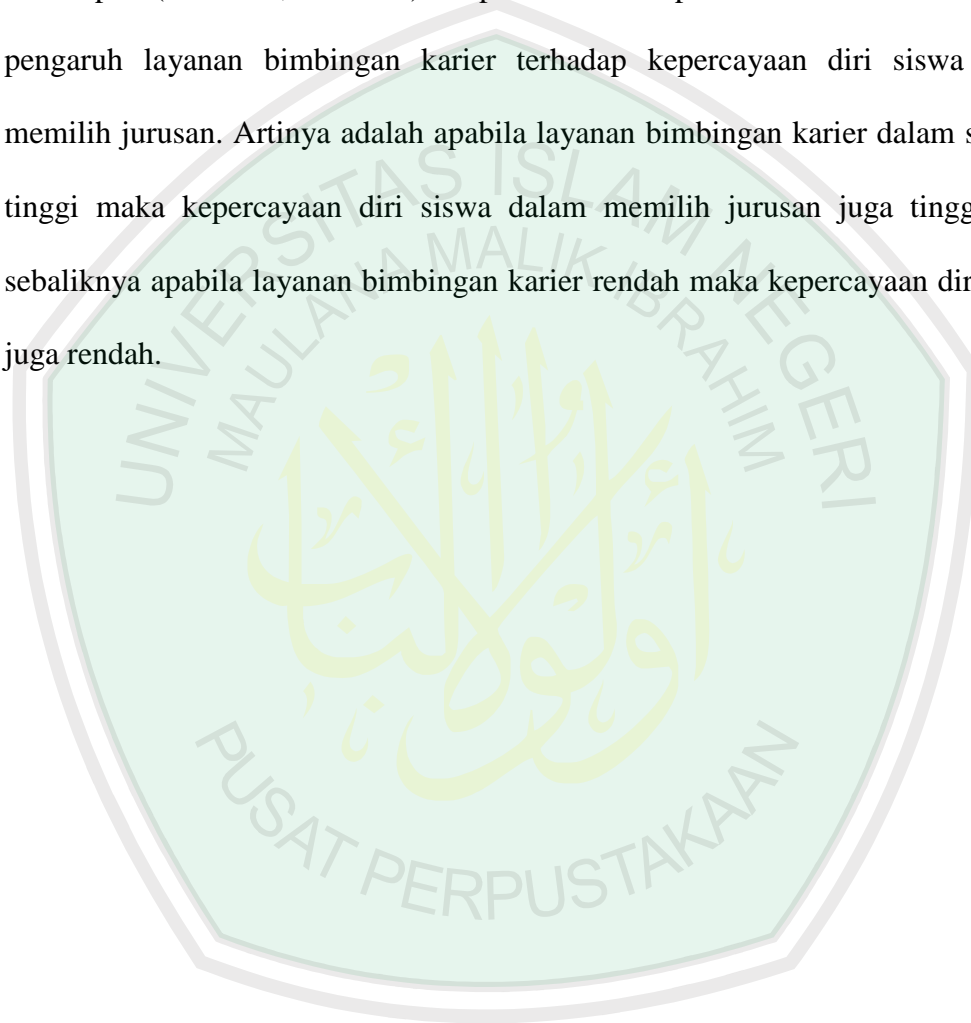 pengaruh layanan bimbingan karier terhadap kepercayaan diri siswa
memilih jurusan. Artinya adalah apabila layanan bimbingan karier dalam
tinggi maka kepercayaan diri siswa dalam memilih jurusan juga
sebaliknya apabila layanan bimbingan karier rendah maka kepercayaan
juga rendah.
UNIVERSITAS ISLAM NEGERI
MAULANA MALIK IBRAHIM
أولوا الألباب
PUSAT PERPUSTAKAAN